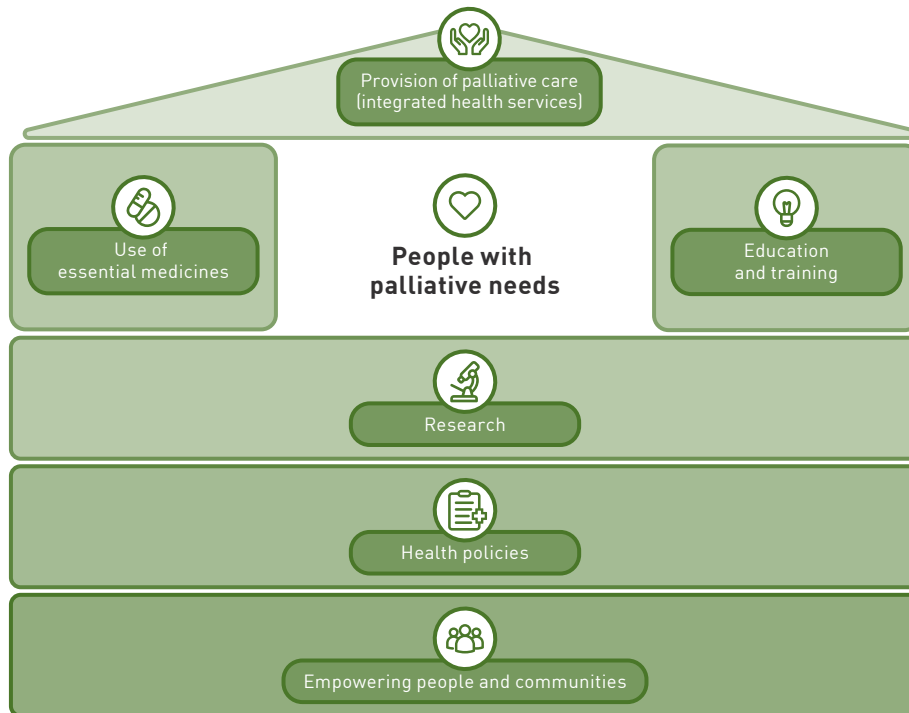 Provision of palliative care
(integrated health services)
Use of
essential medicines
People with
palliative needs
Education
and training
Research
Health policies
Empowering people and communities